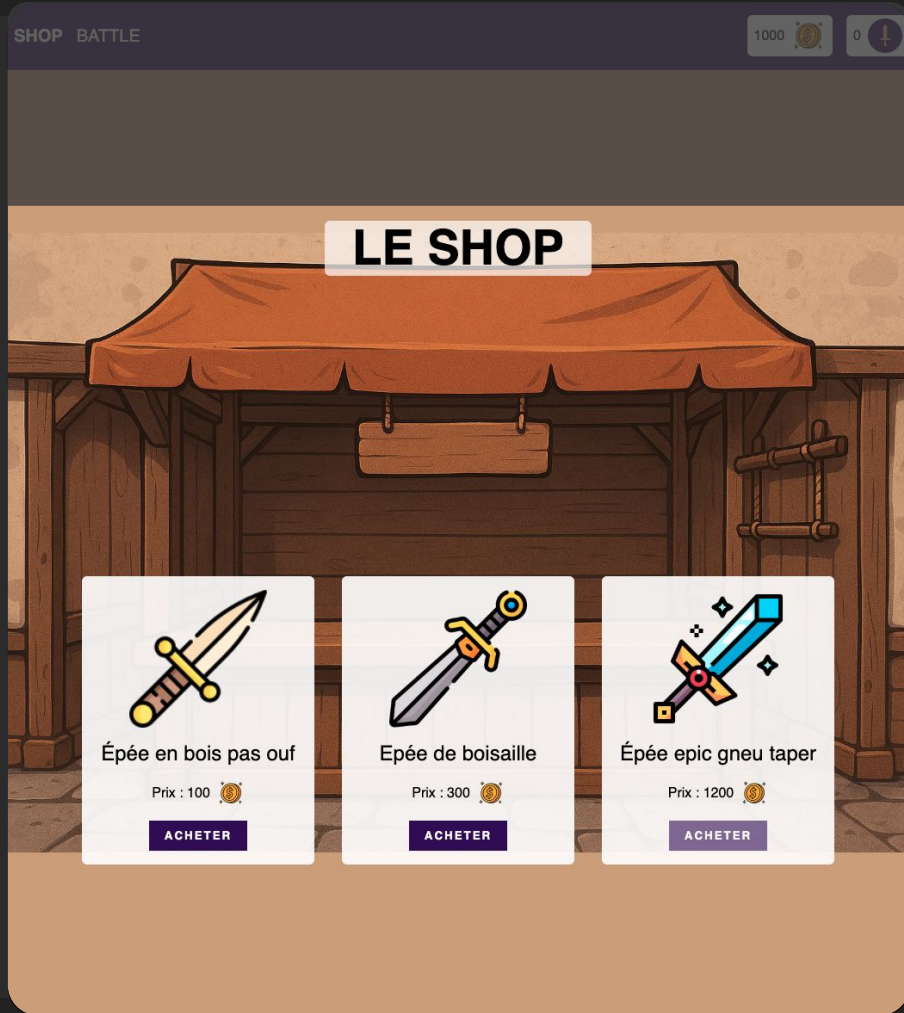 SHOP BATTLE 1000 0
LE SHOP
Épée en bois pas ouf
Prix : 100
ACHETER
Epée de boisaille
Prix : 300
ACHETER
Épée epic gneu taper
Prix : 1200
ACHETER